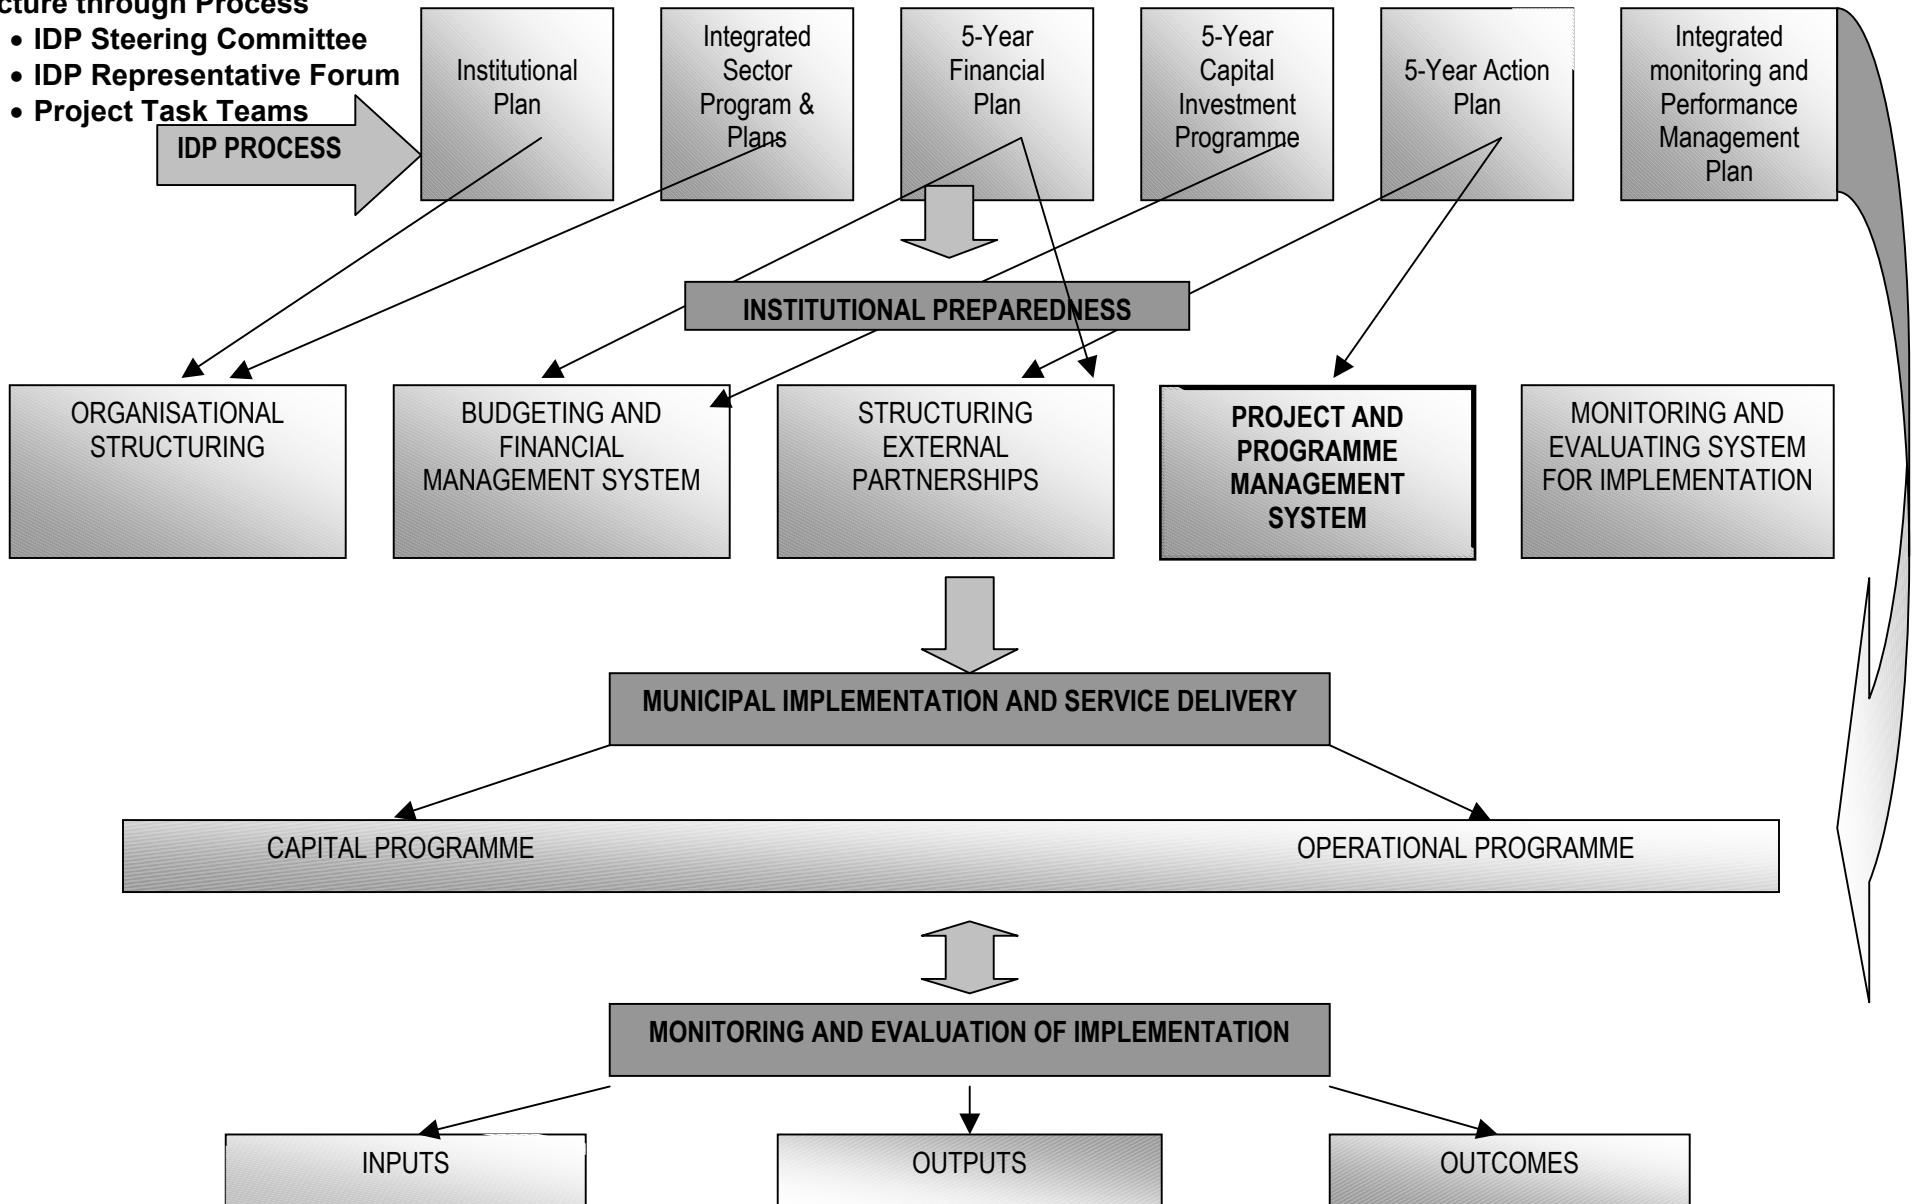 cture through Process
• IDP Steering Committee
• IDP Representative Forum
• Project Task Teams
IDP PROCESS
Institutional
Plan
Integrated
Sector
Program &
Plans
5-Year
Financial
Plan
5-Year
Capital
Investment
Programme
5-Year Action
Plan
Integrated
monitoring and
Performance
Management
Plan
INSTITUTIONAL PREPAREDNESS
ORGANISATIONAL
STRUCTURING
BUDGETING AND
FINANCIAL
MANAGEMENT SYSTEM
STRUCTURING
EXTERNAL
PARTNERSHIPS
PROJECT AND
PROGRAMME
MANAGEMENT
SYSTEM
MONITORING AND
EVALUATING SYSTEM
FOR IMPLEMENTATION
MUNICIPAL IMPLEMENTATION AND SERVICE DELIVERY
CAPITAL PROGRAMME
OPERATIONAL PROGRAMME
MONITORING AND EVALUATION OF IMPLEMENTATION
INPUTS
OUTPUTS
OUTCOMES